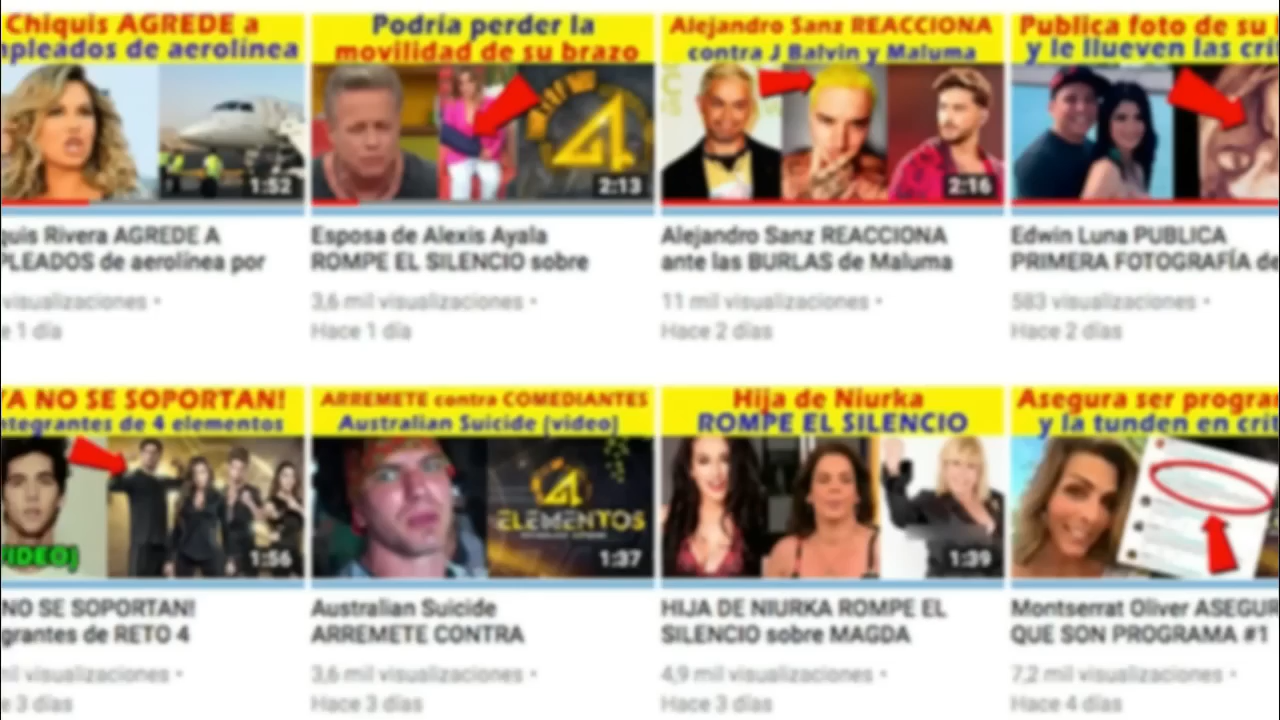 Chiquis AGREDE a
mpleados de aerolínea
1:52
quis Rivera AGREDE A
PLEADOS de aerolínea por
visualizaciones •
e 1 día
Podría perder la
movilidad de su brazo
4
2:13
Esposa de Alexis Ayala
ROMPE EL SILENCIO sobre
3,6 mil visualizaciones •
Hace 1 día
Alejandro Sanz REACCIONA
contra J Balvin y Maluma
2:16
Alejandro Sanz REACCIONA
ante las BURLAS de Maluma
11 mil visualizaciones •
Hace 2 días
Publica foto de su
y le llueven las crit
Edwin Luna PUBLICA
PRIMERA FOTOGRAFÍA de
583 visualizaciones •
Hace 2 días
YA NO SE SOPORTAN!
ntegrantes de 4 elementos
VIDEO)
1:56
NO SE SOPORTAN!
grantes de RETO 4
mil visualizaciones •
e 3 días
ARREMETE contra COMEDIANTES
Australian Suicide (video)
4
ELEMENTOS
1:37
Australian Suicide
ARREMETE CONTRA
3,6 mil visualizaciones •
Hace 3 días
Hija de Niurka
ROMPE EL SILENCIO
1:39
HIJA DE NIURKA ROMPE EL
SILENCIO sobre MAGDA
4,9 mil visualizaciones •
Hace 3 días
Asegura ser program
y la tunden en crit
Montserrat Oliver ASEGUR
QUE SON PROGRAMA #1
7,2 mil visualizaciones •
Hace 4 días